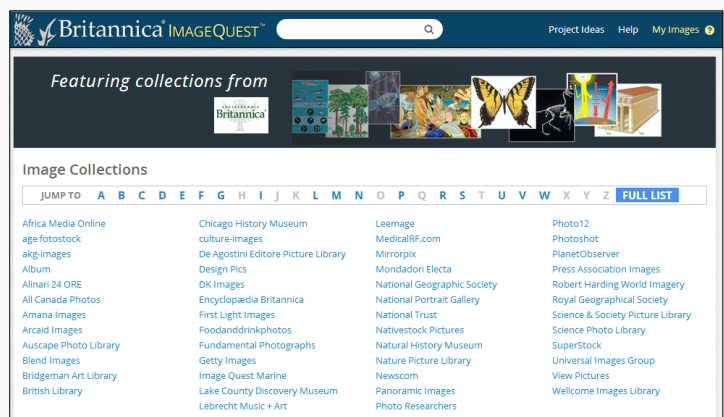 Britannica® IMAGEQUEST™
Project Ideas Help My Images ?
Featuring collections from
ENCYCLOPÆDIA
Britannica®
Image Collections
JUMP TO A B C D E F G H I J K L M N O P Q R S T U V W X Y Z FULL LIST
Africa Media Online
age fotostock
akg-images
Album
Alinari 24 ORE
All Canada Photos
Amana Images
Arcaid Images
Auscape Photo Library
Blend Images
Bridgeman Art Library
British Library
Chicago History Museum
culture-images
De Agostini Editore Picture Library
Design Pics
DK Images
Encyclopædia Britannica
First Light Images
Foodanddrinkphotos
Fundamental Photographs
Getty Images
Image Quest Marine
Lake County Discovery Museum
Lebrecht Music + Art
Leemage
MedicalRF.com
Mirrorpix
Mondadori Electa
National Geographic Society
National Portrait Gallery
National Trust
Nativestock Pictures
Natural History Museum
Nature Picture Library
Newscom
Panoramic Images
Photo Researchers
Photo12
Photoshot
PlanetObserver
Press Association Images
Robert Harding World Imagery
Royal Geographical Society
Science & Society Picture Library
Science Photo Library
SuperStock
Universal Images Group
View Pictures
Wellcome Images Library